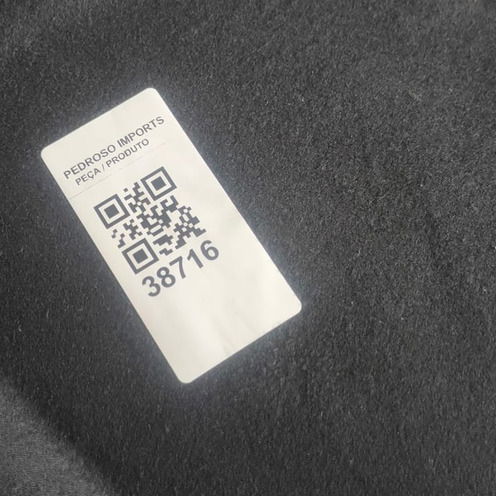 PEDROSO IMPORTS
PEÇA / PRODUTO
38716